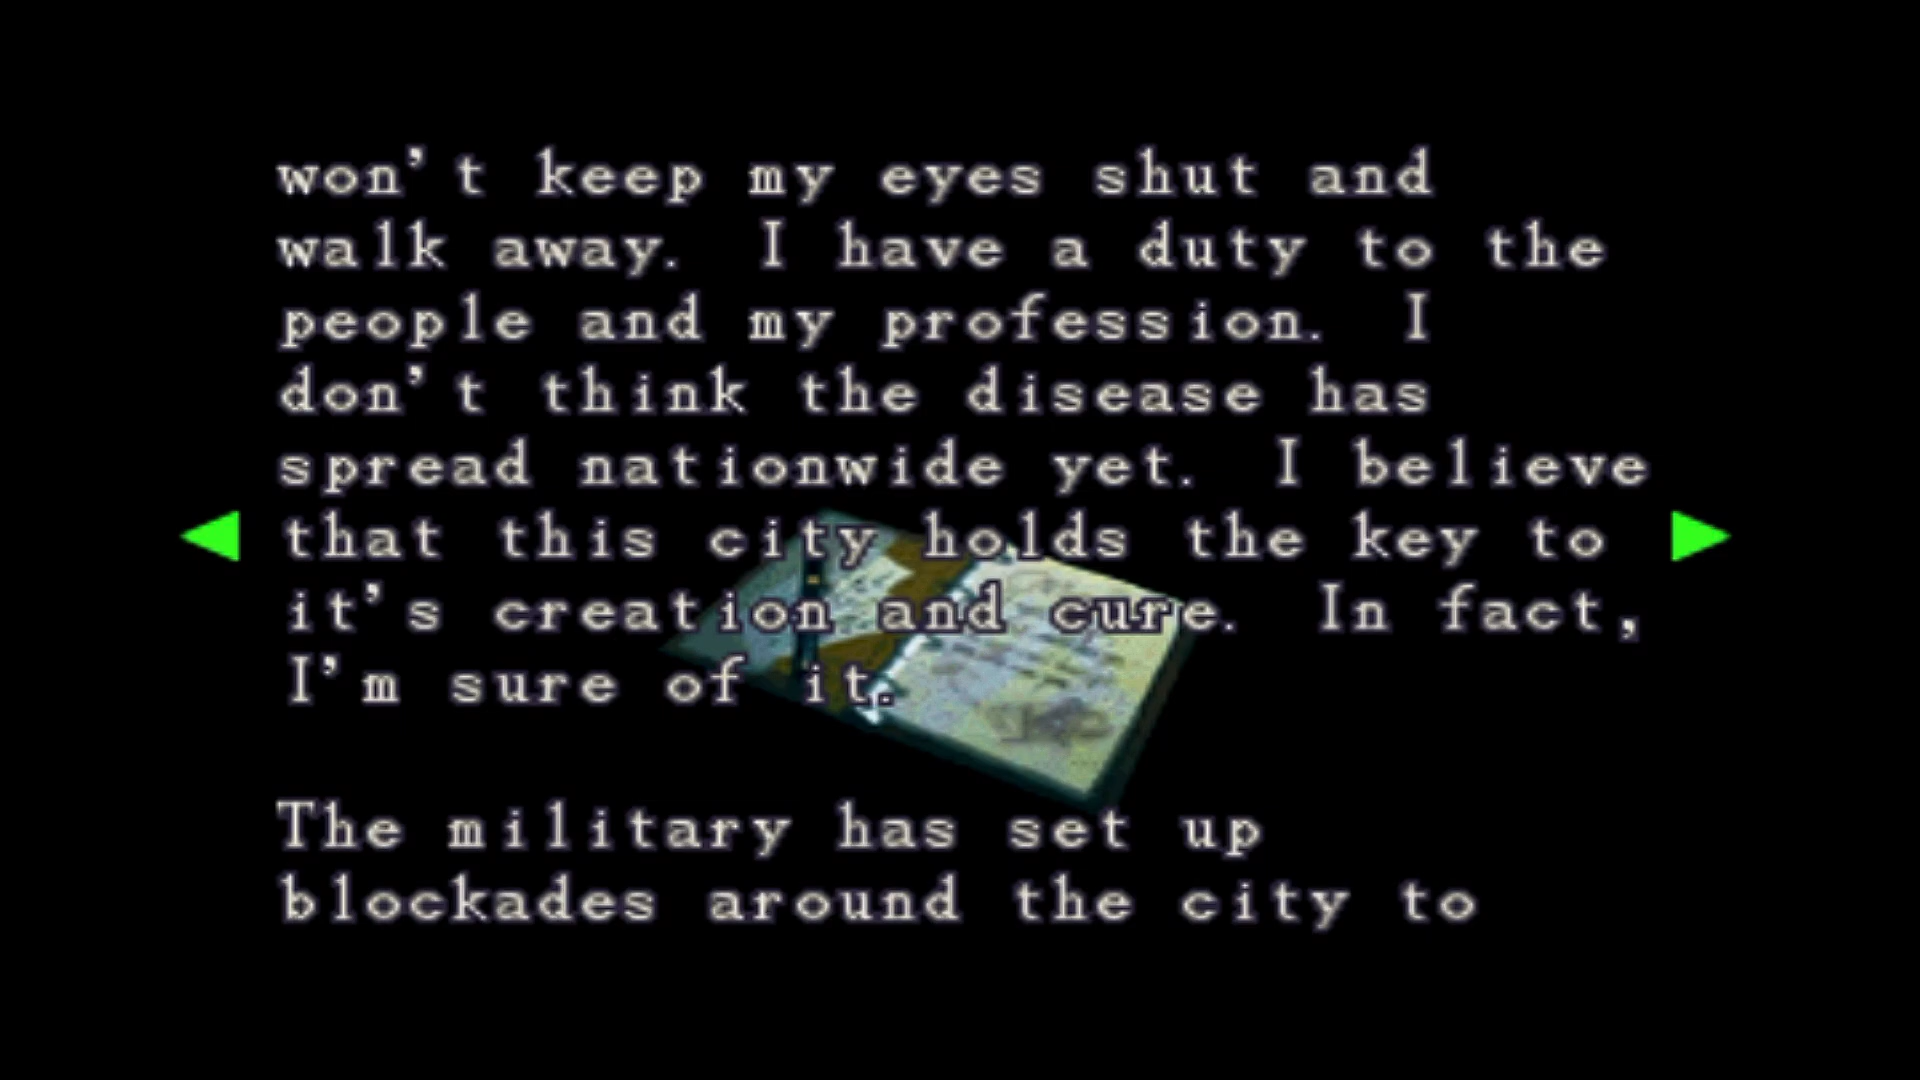 won't keep my eyes shut and
walk away. I have a duty to the
people and my profession. I
don't think the disease has
spread nationwide yet. I believe
that this city holds the key to
it's creation and cure. In fact,
I'm sure of it.
The military has set up
blockades around the city to